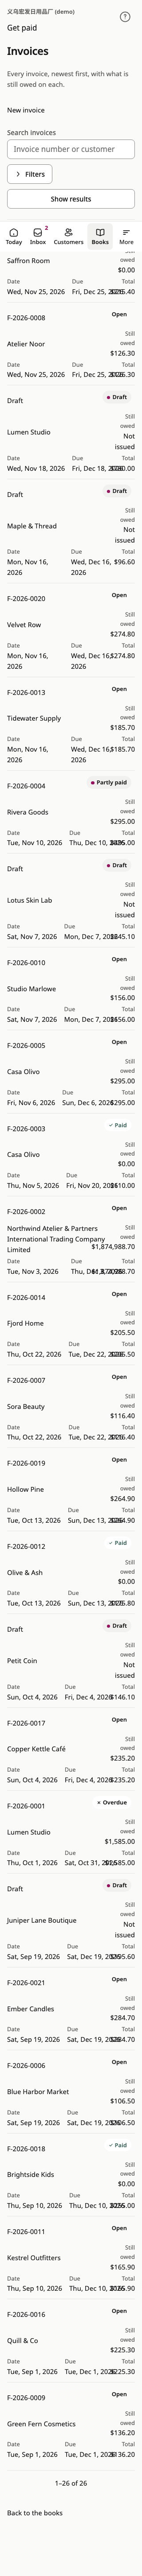 义乌宏发日用品厂 (demo)
?
Get paid
Invoices
Every invoice, newest first, with what is
still owed on each.
New invoice
Search invoices
Invoice number or customer
Filters
Show results
2
Today Inbox Customers Books More
Saffron Room
owed
$0.00
Date Due Total
Wed, Nov 25, 2026 Fri, Dec 25,
F-2026-0008 Open
Still
owed
Atelier Noor
$126.30
Date Due Total
Wed, Nov 25, 2026 Fri, Dec 25,
Draft Draft
Still
owed
Lumen Studio
Not
issued
Date Due Total
Wed, Nov 18, 2026 Fri, Dec 18,
Draft Draft
Still
owed
Maple & Thread
Not
issued
Date Due Total
Mon, Nov 16, Wed, Dec 16, $96.60
2026 2026
F-2026-0020 Open
Still
owed
Velvet Row
$274.80
Date Due Total
Mon, Nov 16, Wed, Dec 16, $274.80
2026 2026
F-2026-0013 Open
Still
owed
Tidewater Supply
$185.70
Date Due Total
Mon, Nov 16, Wed, Dec 16, $185.70
2026 2026
F-2026-0004 Partly paid
Still
owed
Rivera Goods
$295.00
Date Due Total
Tue, Nov 10, 2026 Thu, Dec 10,
Draft Draft
Still
owed
Lotus Skin Lab
Not
issued
Date Due Total
Sat, Nov 7, 2026 Mon, Dec 7,
F-2026-0010 Open
Still
owed
Studio Marlowe
$156.00
Date Due Total
Sat, Nov 7, 2026 Mon, Dec 7, $156.00
F-2026-0005 Open
Still
owed
Casa Olivo
$295.00
Date Due Total
Fri, Nov 6, 2026 Sun, Dec 6, 2026 $295.00
F-2026-0003 Paid
Still
owed
Casa Olivo
$0.00
Date Due Total
Thu, Nov 5, 2026 Fri, Nov 20,
F-2026-0002 Open
Northwind Atelier & Partners Still
International Trading Company owed
Limited $1,874,988.70
Date Due Total
Tue, Nov 3, 2026
F-2026-0014 Open
Still
owed
Fjord Home
$205.50
Date Due Total
Thu, Oct 22, 2026 Tue, Dec 22,
F-2026-0007 Open
Still
owed
Sora Beauty
$116.40
Date Due Total
Thu, Oct 22, 2026 Tue, Dec 22,
F-2026-0019 Open
Still
owed
Hollow Pine
$264.90
Date Due Total
Tue, Oct 13, 2026 Sun, Dec 13,
F-2026-0012 Paid
Still
owed
Olive & Ash
$0.00
Date Due Total
Tue, Oct 13, 2026 Sun, Dec 13,
Draft Draft
Still
owed
Petit Coin
Not
issued
Date Due Total
Sun, Oct 4, 2026 Fri, Dec 4, 2026 $146.10
F-2026-0017 Open
Still
owed
Copper Kettle Café
$235.20
Date Due Total
Sun, Oct 4, 2026 Fri, Dec 4, 2026 $235.20
F-2026-0001 Overdue
Still
owed
Lumen Studio
$1,585.00
Date Due Total
Thu, Oct 1, 2026 Sat, Oct 31,
Draft Draft
Still
owed
Juniper Lane Boutique
Not
issued
Date Due Total
Sat, Sep 19, 2026 Sat, Dec 19,
F-2026-0021 Open
Still
owed
Ember Candles
$284.70
Date Due Total
Sat, Sep 19, 2026 Sat, Dec 19,
F-2026-0006 Open
Still
owed
Blue Harbor Market
$106.50
Date Due Total
Sat, Sep 19, 2026 Sat, Dec 19,
F-2026-0018 Paid
Still
owed
Brightside Kids
$0.00
Date Due Total
Thu, Sep 10, 2026 Thu, Dec 10,
F-2026-0011 Open
Still
owed
Kestrel Outfitters
$165.90
Date Due Total
Thu, Sep 10, 2026 Thu, Dec 10,
F-2026-0016 Open
Still
owed
Quill & Co
$225.30
Date Due Total
Tue, Sep 1, 2026 Tue, Dec 1, $225.30
F-2026-0009 Open
Still
owed
Green Fern Cosmetics
$136.20
Date Due Total
Tue, Sep 1, 2026 Tue, Dec 1,
1–26 of 26
Back to the books